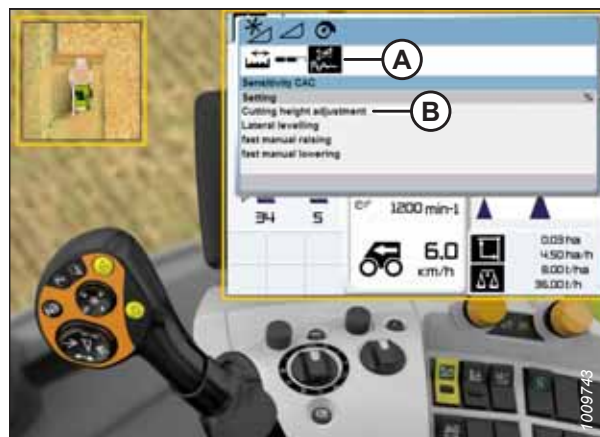 A
Sensitivity CAC
Setting %
Cutting height adjustment
B
Lateral levelling
fast manual raising
fast manual lowering
34 5
1200 min-1
6.0
km/h
0.03 ha
4.50 ha/h
8.00 t/ha
36.00 t/h
1009743